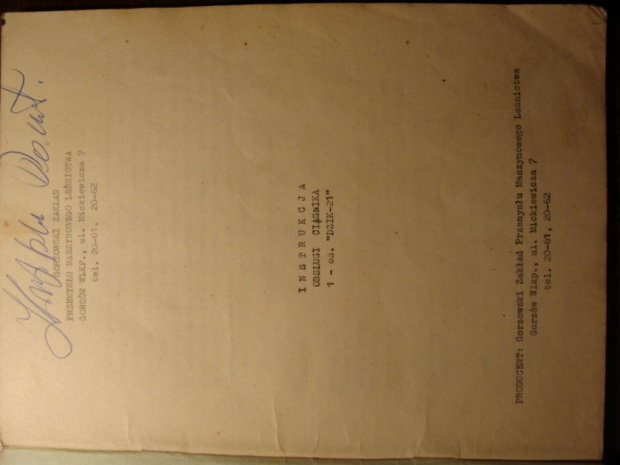 GORZOWSKI ZAKŁAD
PRZEMYSŁU MASZYNOWEGO LEŚNICTWA
GORZÓW WLKP., ul. Mickiewicza 7
tel. 20-61, 20-62
I N S T R U K C J A
OBSŁUGI CIĄGNIKA
1 - os. "DZIK-21"
PRODUCENT: Gorzowski Zakład Przemysłu Maszynowego Leśnictwa
Gorzów Wlkp., ul. Mickiewicza 7
tel. 20-61, 20-62